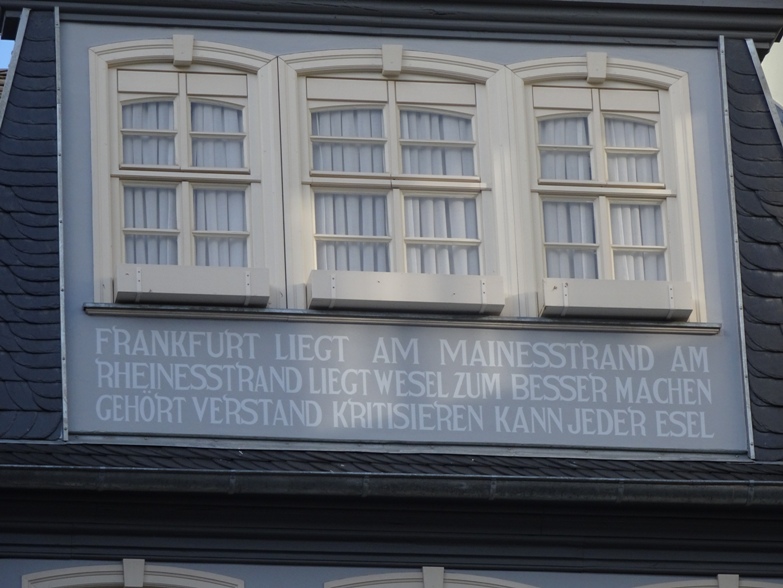 FRANKFURT LIEGT AM MAINESSTRAND AM
RHEINESSTRAND LIEGT WESEL ZUM BESSER MACHEN
GEHÖRT VERSTAND KRITISIEREN KANN JEDER ESEL